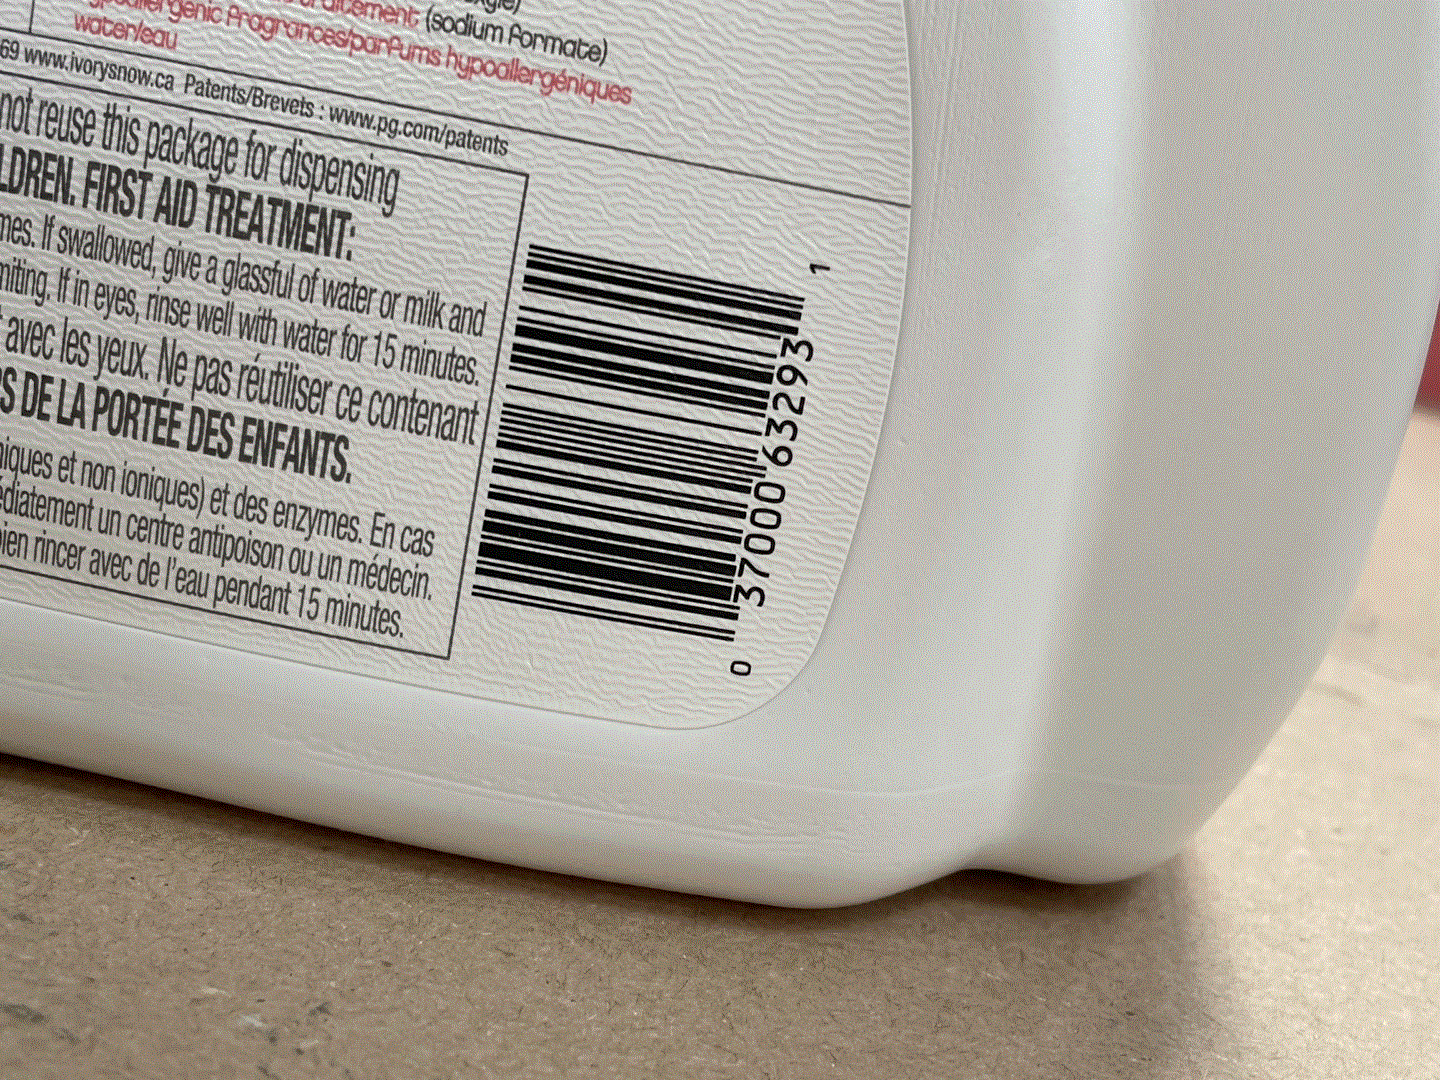 (sodium formate)
fragrances/parfums hypoallergéniques
water/eau
69 www.ivorysnow.ca Patents/Brevets : www.pg.com/patents
not reuse this package for dispensing
LDREN. FIRST AID TREATMENT:
mes. If swallowed, give a glassful of water or milk and
miting. If in eyes, rinse well with water for 15 minutes.
avec les yeux. Ne pas réutiliser ce contenant
RS DE LA PORTÉE DES ENFANTS.
niques et non ioniques) et des enzymes. En cas
édiatement un centre antipoison ou un médecin.
bien rincer avec de l'eau pendant 15 minutes.
0 37000 63293 1